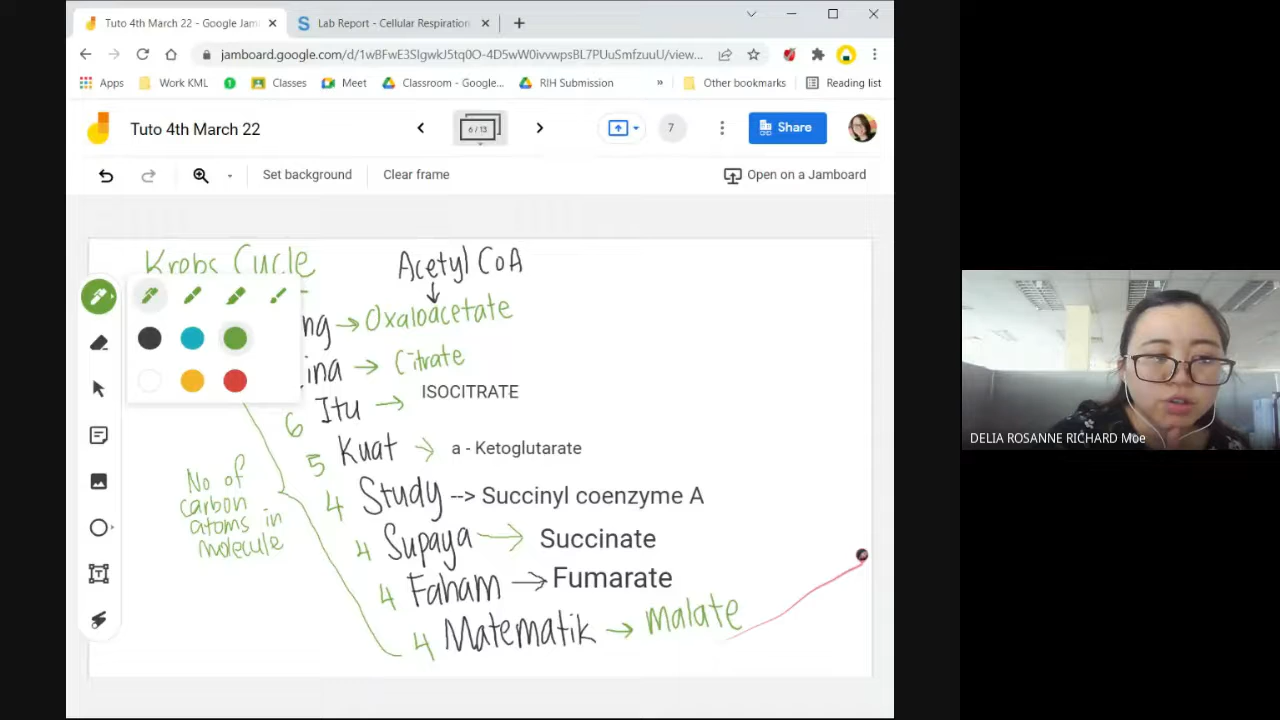 Tuto 4th March 22 - Google Jam
Lab Report - Cellular Respiration
jamboard.google.com/d/1wBFwE3SIgwkJ5tq0O-4D5wW0ivvwpsBL7PUuSmfzuuU/view...
Apps
Work KML
1
Classes
Meet
Classroom - Google...
RIH Submission
»
Other bookmarks
Reading list
Tuto 4th March 22
6 / 13
7
Share
Set background
Clear frame
Open on a Jamboard
Krebs Cycle
Acetyl CoA
ng → Oxaloacetate
ina → Citrate
6 Itu → ISOCITRATE
5 Kuat → a - Ketoglutarate
4 Study --> Succinyl coenzyme A
4 Supaya → Succinate
4 Faham → Fumarate
4 Matematik → Malate
No of
carbon
atoms in
molecule
DELIA ROSANNE RICHARD Moe